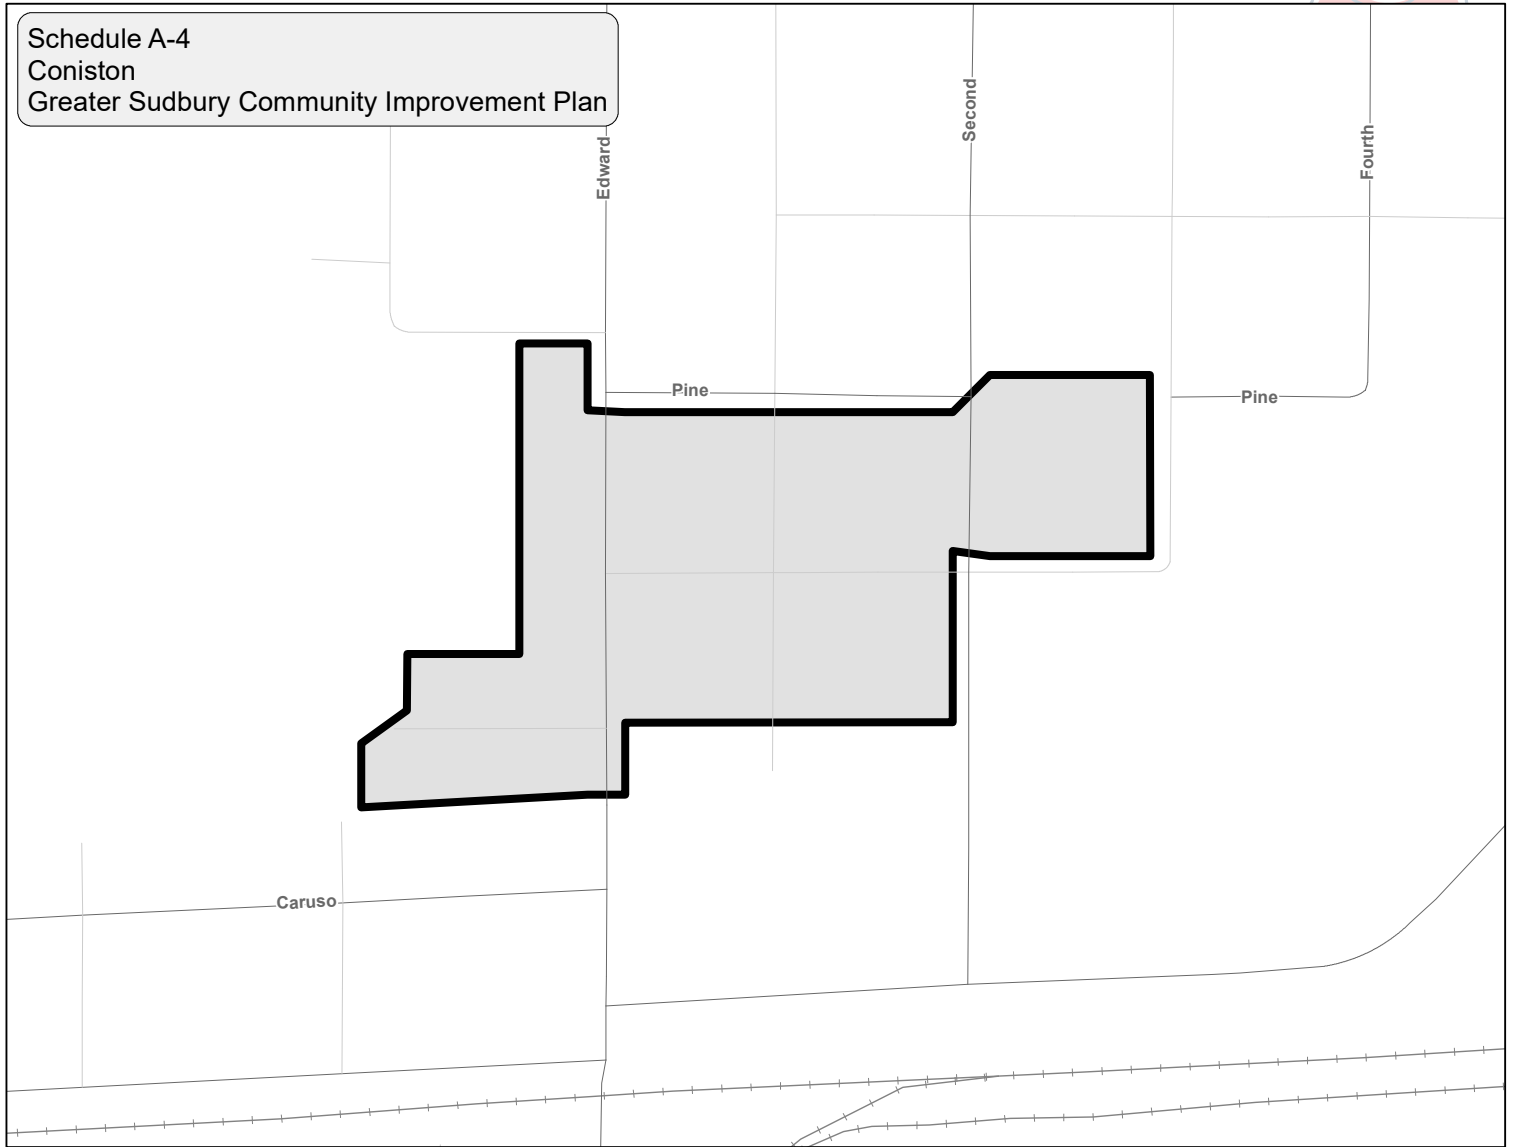 Schedule A-4
Coniston
Greater Sudbury Community Improvement Plan
Second
Fourth
Edward
Pine
Pine
Caruso